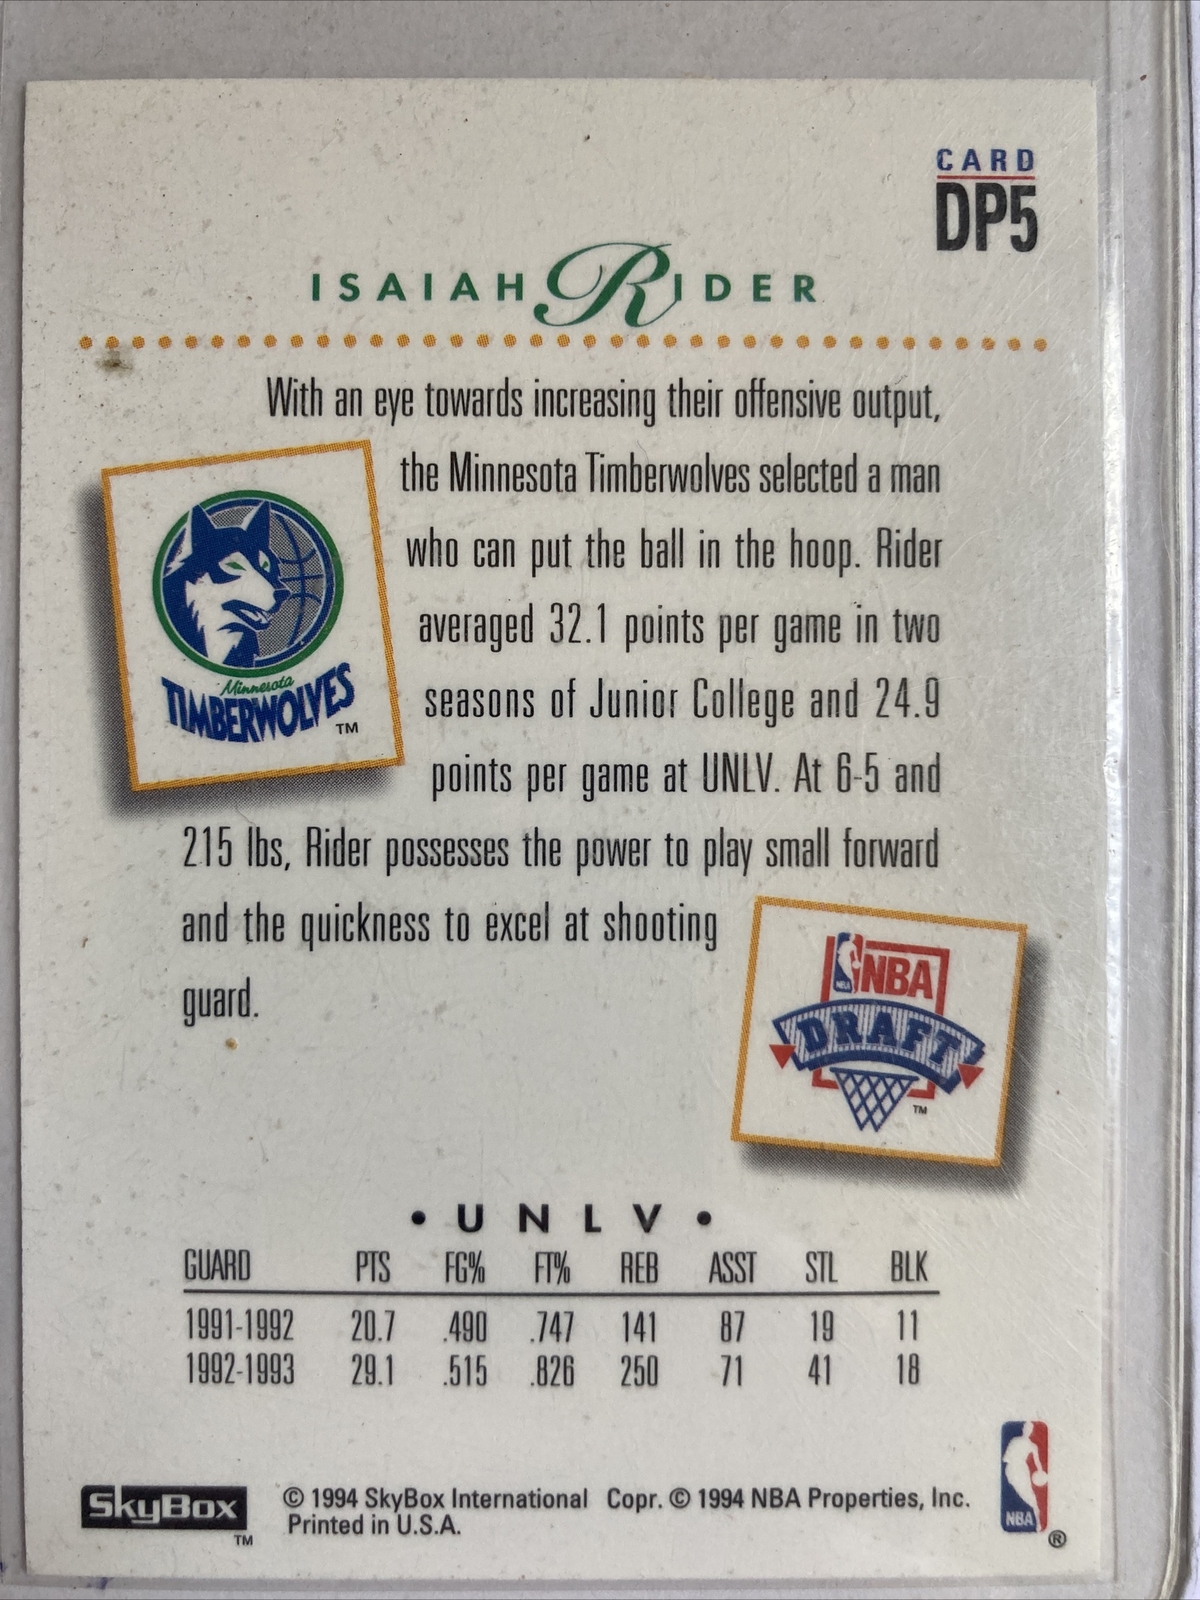 CARD
DP5
ISAIAH RIDER
With an eye towards increasing their offensive output,
the Minnesota Timberwolves selected a man
who can put the ball in the hoop. Rider
averaged 32.1 points per game in two
seasons of Junior College and 24.9
points per game at UNLV. At 6-5 and
215 lbs, Rider possesses the power to play small forward
and the quickness to excel at shooting
guard.
Minnesota
TIMBERWOLVES
TM
NBA
NBA
DRAFT
TM
• UNLV •
GUARD PTS FG% FT% REB ASST STL BLK
1991-1992 20.7 .490 .747 141 87 19 11
1992-1993 29.1 .515 .826 250 71 41 18
SKYBOX
TM
© 1994 SkyBox International Copr. © 1994 NBA Properties, Inc.
Printed in U.S.A.
NBA
®